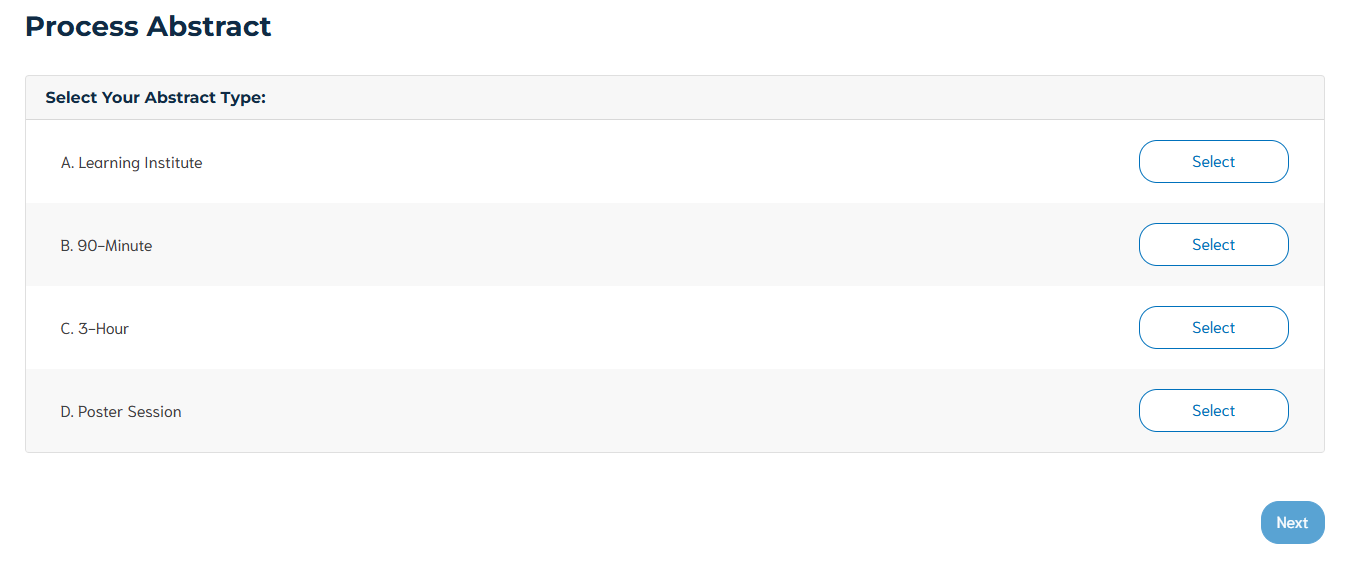 Process Abstract
Select Your Abstract Type:
A. Learning Institute
Select
B. 90-Minute
Select
C. 3-Hour
Select
D. Poster Session
Select
Next